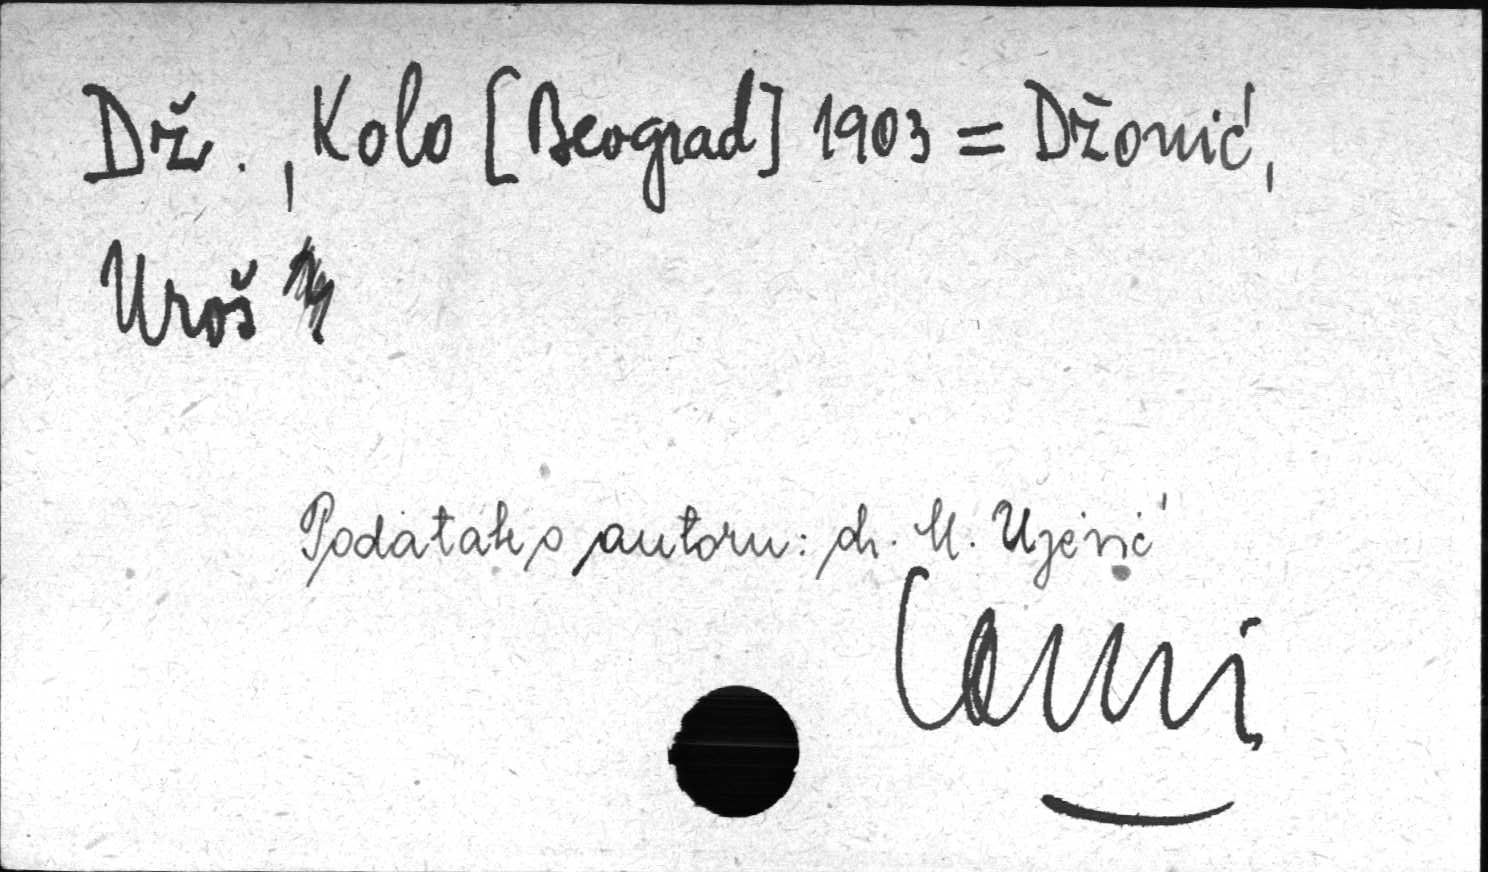 Dž., Kolo [Beograd] 1903 = Džonić,
Uroš
Podatak o autoru: dr. M. Ujević